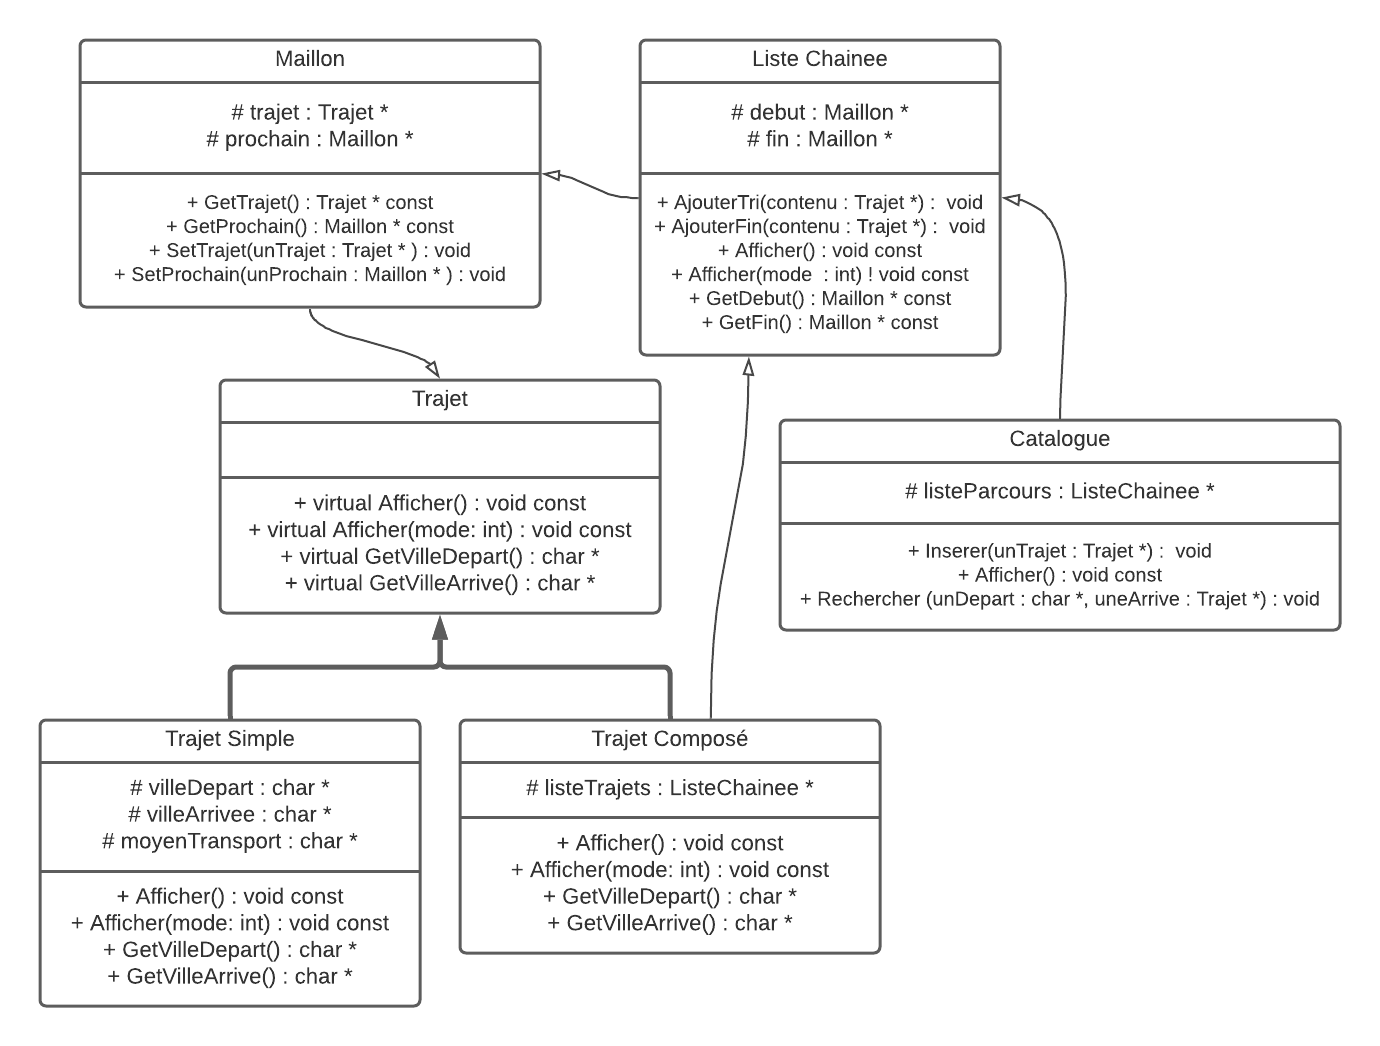 Maillon
# trajet : Trajet *
# prochain : Maillon *
+ GetTrajet() : Trajet * const
+ GetProchain() : Maillon * const
+ SetTrajet(unTrajet : Trajet * ) : void
+ SetProchain(unProchain : Maillon * ) : void
Liste Chainee
# debut : Maillon *
# fin : Maillon *
+ AjouterTri(contenu : Trajet *) :  void
+ AjouterFin(contenu : Trajet *) :  void
+ Afficher() : void const
+ Afficher(mode  : int) ! void const
+ GetDebut() : Maillon * const
+ GetFin() : Maillon * const
Trajet
+ virtual Afficher() : void const
+ virtual Afficher(mode: int) : void const
+ virtual GetVilleDepart() : char *
+ virtual GetVilleArrive() : char *
Catalogue
# listeParcours : ListeChainee *
+ Inserer(unTrajet : Trajet *) :  void
+ Afficher() : void const
+ Rechercher (unDepart : char *, uneArrive : Trajet *) : void
Trajet Simple
# villeDepart : char *
# villeArrivee : char *
# moyenTransport : char *
+ Afficher() : void const
+ Afficher(mode: int) : void const
+ GetVilleDepart() : char *
+ GetVilleArrive() : char *
Trajet Composé
# listeTrajets : ListeChainee *
+ Afficher() : void const
+ Afficher(mode: int) : void const
+ GetVilleDepart() : char *
+ GetVilleArrive() : char *